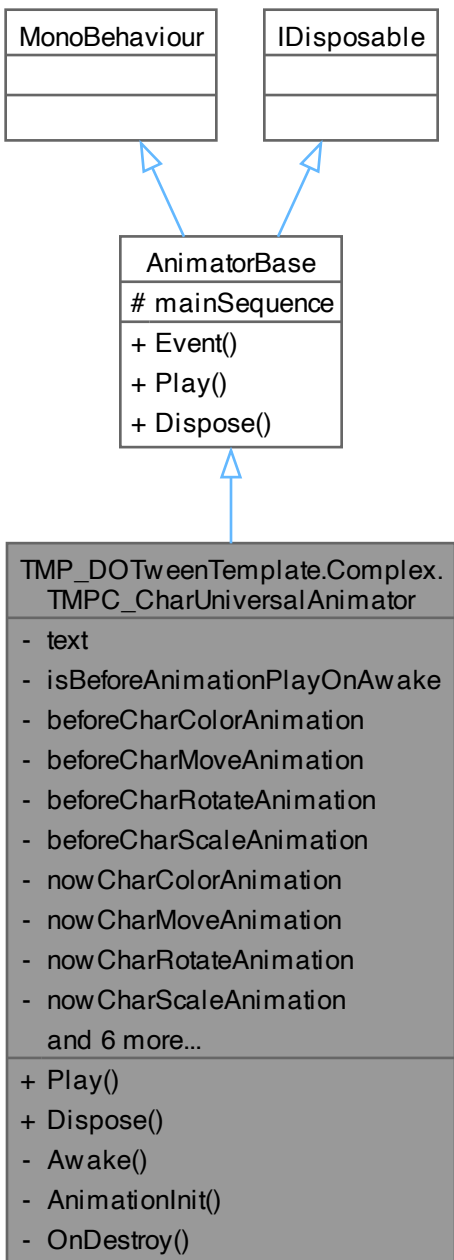 MonoBehaviour
IDisposable
AnimatorBase
# mainSequence
+ Event()
+ Play()
+ Dispose()
TMP_DOTweenTemplate.Complex.
TMPC_CharUniversalAnimator
- text
- isBeforeAnimationPlayOnAwake
- beforeCharColorAnimation
- beforeCharMoveAnimation
- beforeCharRotateAnimation
- beforeCharScaleAnimation
- nowCharColorAnimation
- nowCharMoveAnimation
- nowCharRotateAnimation
- nowCharScaleAnimation
and 6 more...
+ Play()
+ Dispose()
- Awake()
- AnimationInit()
- OnDestroy()